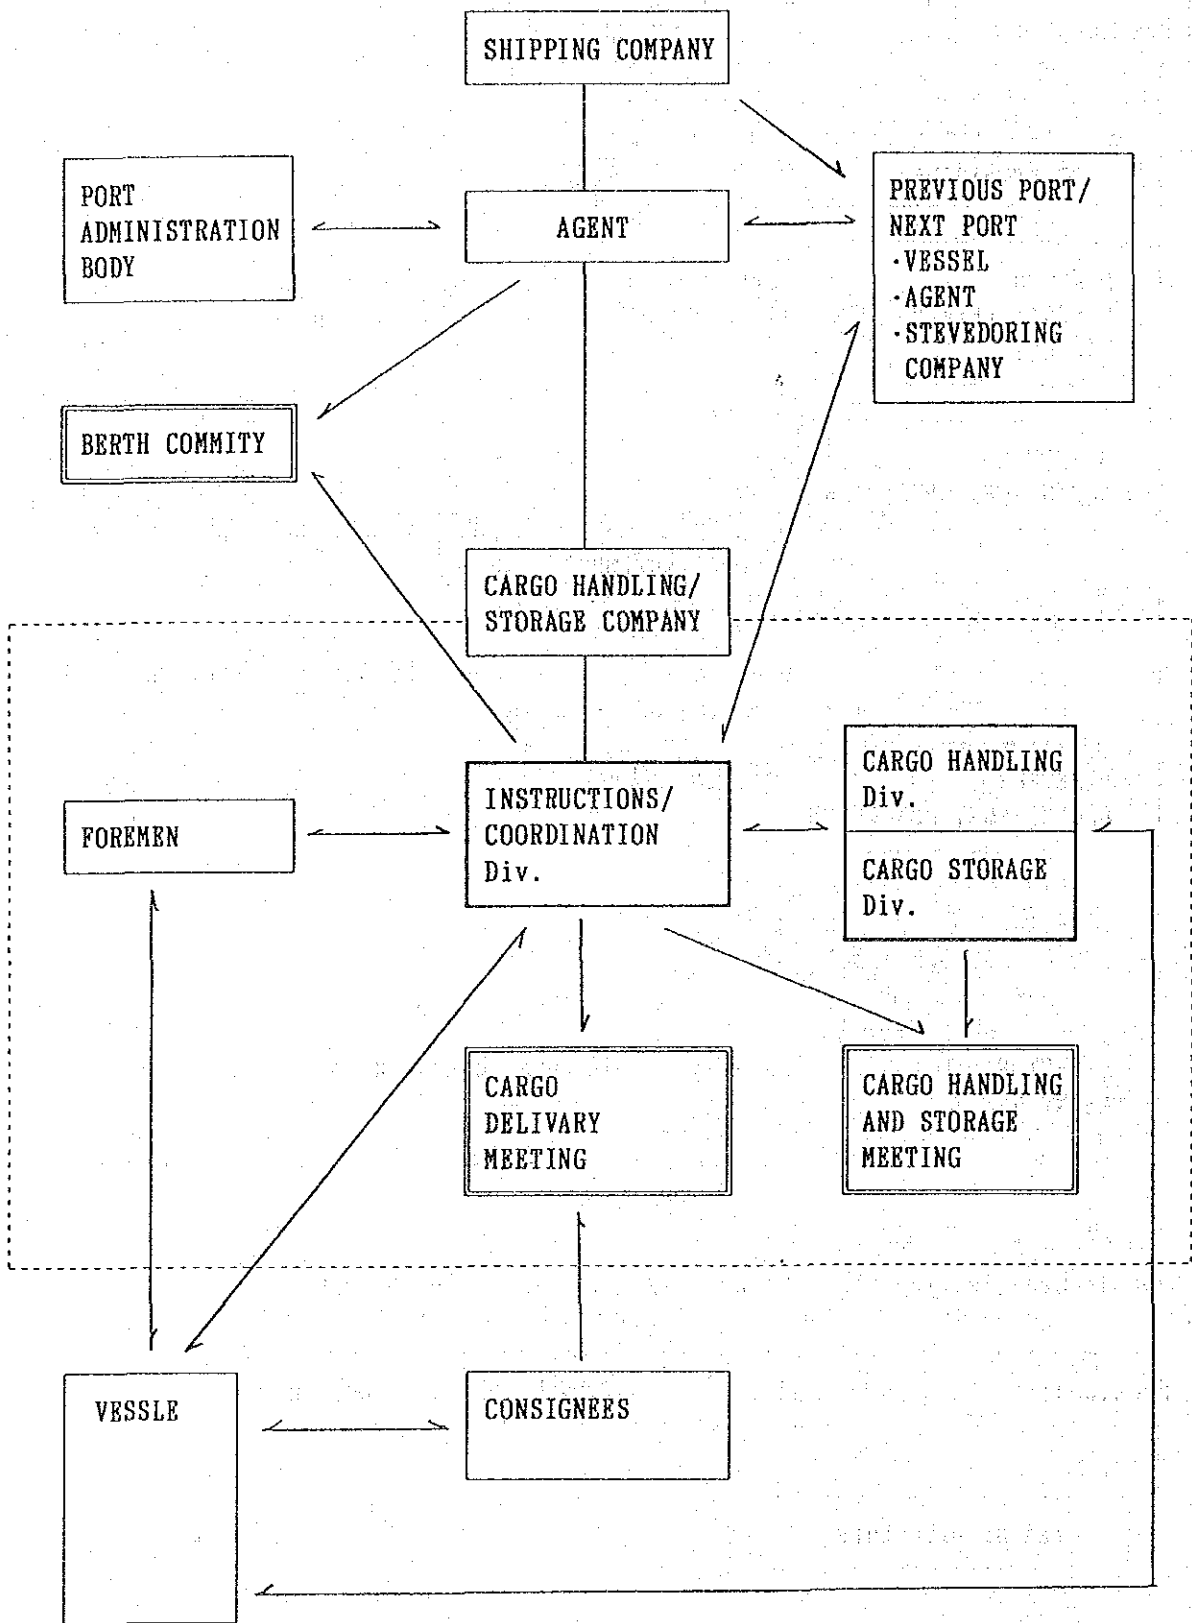 SHIPPING COMPANY
PORT
ADMINISTRATION
BODY
AGENT
PREVIOUS PORT/
NEXT PORT
·VESSEL
·AGENT
·STEVEDORING
COMPANY
BERTH COMMITY
CARGO HANDLING/
STORAGE COMPANY
FOREMEN
INSTRUCTIONS/
COORDINATION
Div.
CARGO HANDLING
Div.
CARGO STORAGE
Div.
CARGO
DELIVARY
MEETING
CARGO HANDLING
AND STORAGE
MEETING
VESSLE
CONSIGNEES